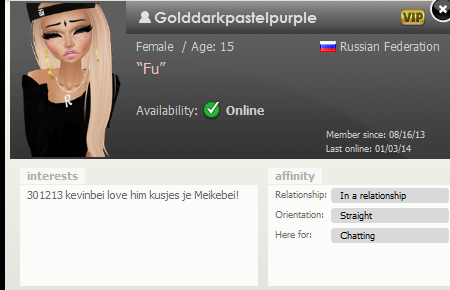 Golddarkpastelpurple
VIP
Female / Age: 15
Russian Federation
"Fu"
Availability: Online
Member since: 08/16/13
Last online: 01/03/14
interests
301213 kevinbei love him kusjes je Meikebei!
affinity
Relationship: In a relationship
Orientation: Straight
Here for: Chatting
R